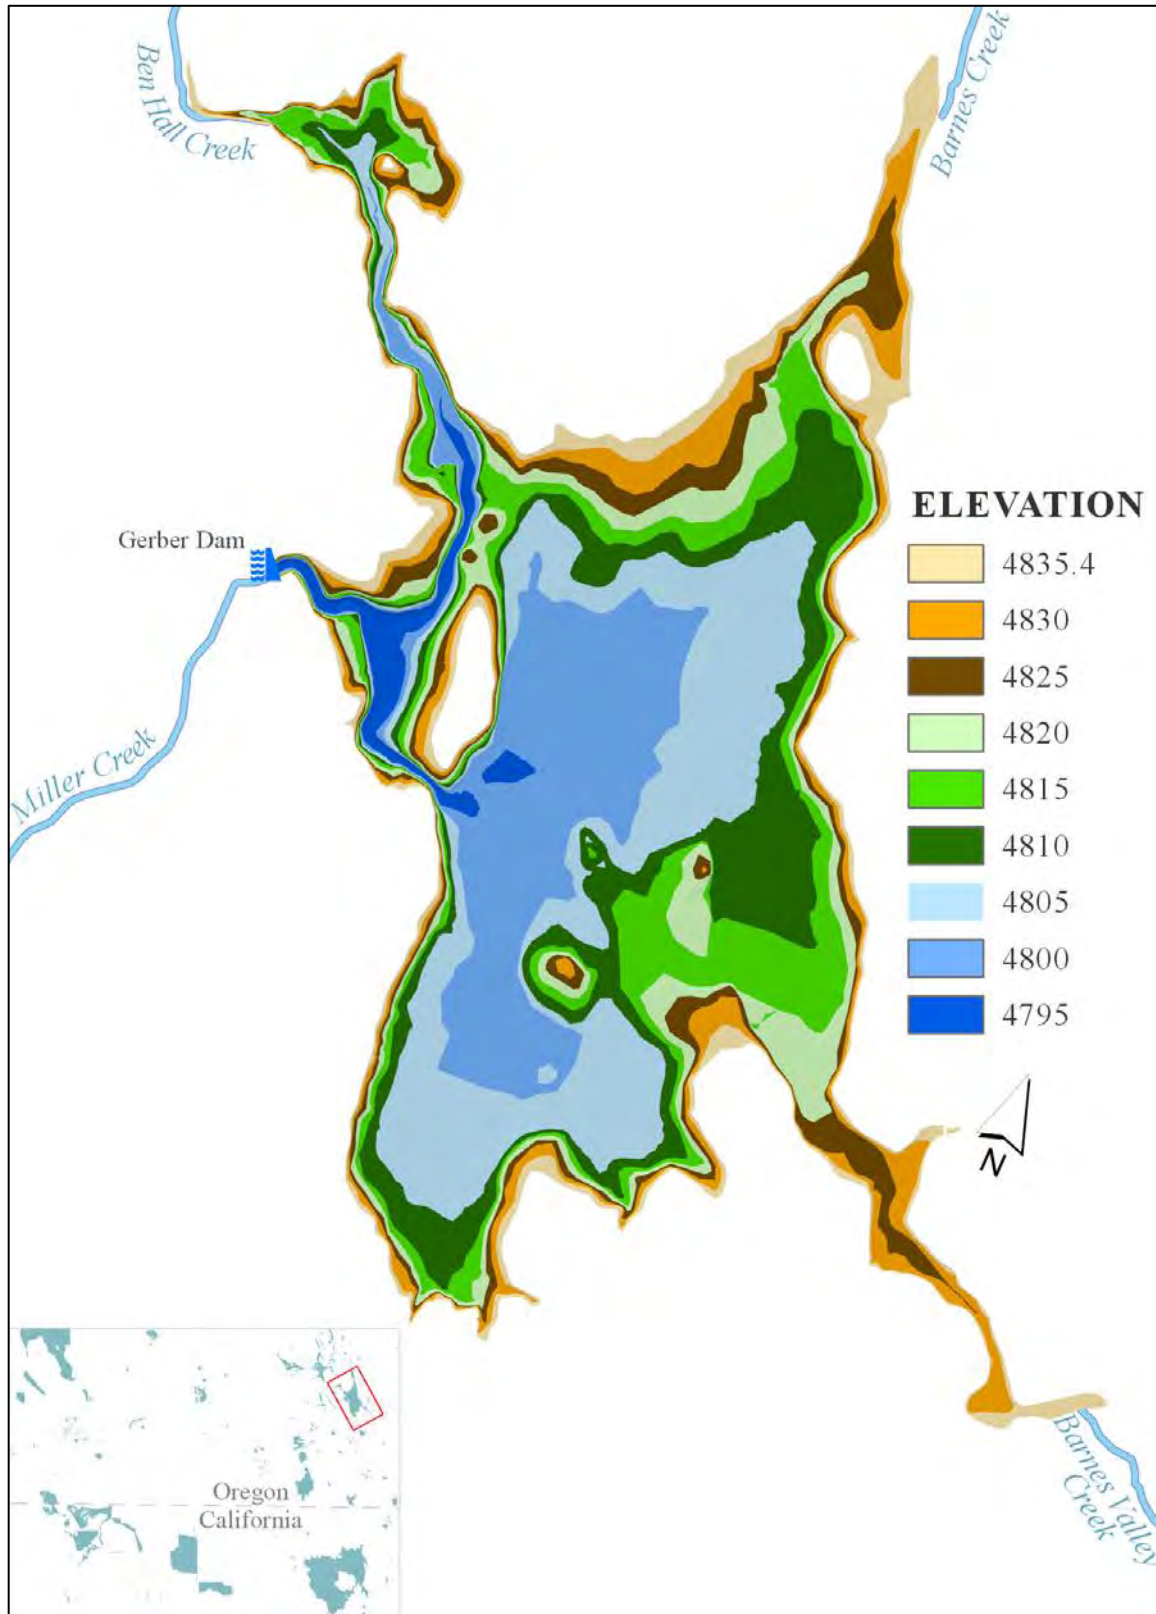 Ben Hall Creek
Barnes Creek
ELEVATION
4835.4
4830
4825
4820
4815
4810
4805
4800
4795
Gerber Dam
Miller Creek
N
Barnes Valley
Creek
Oregon
California